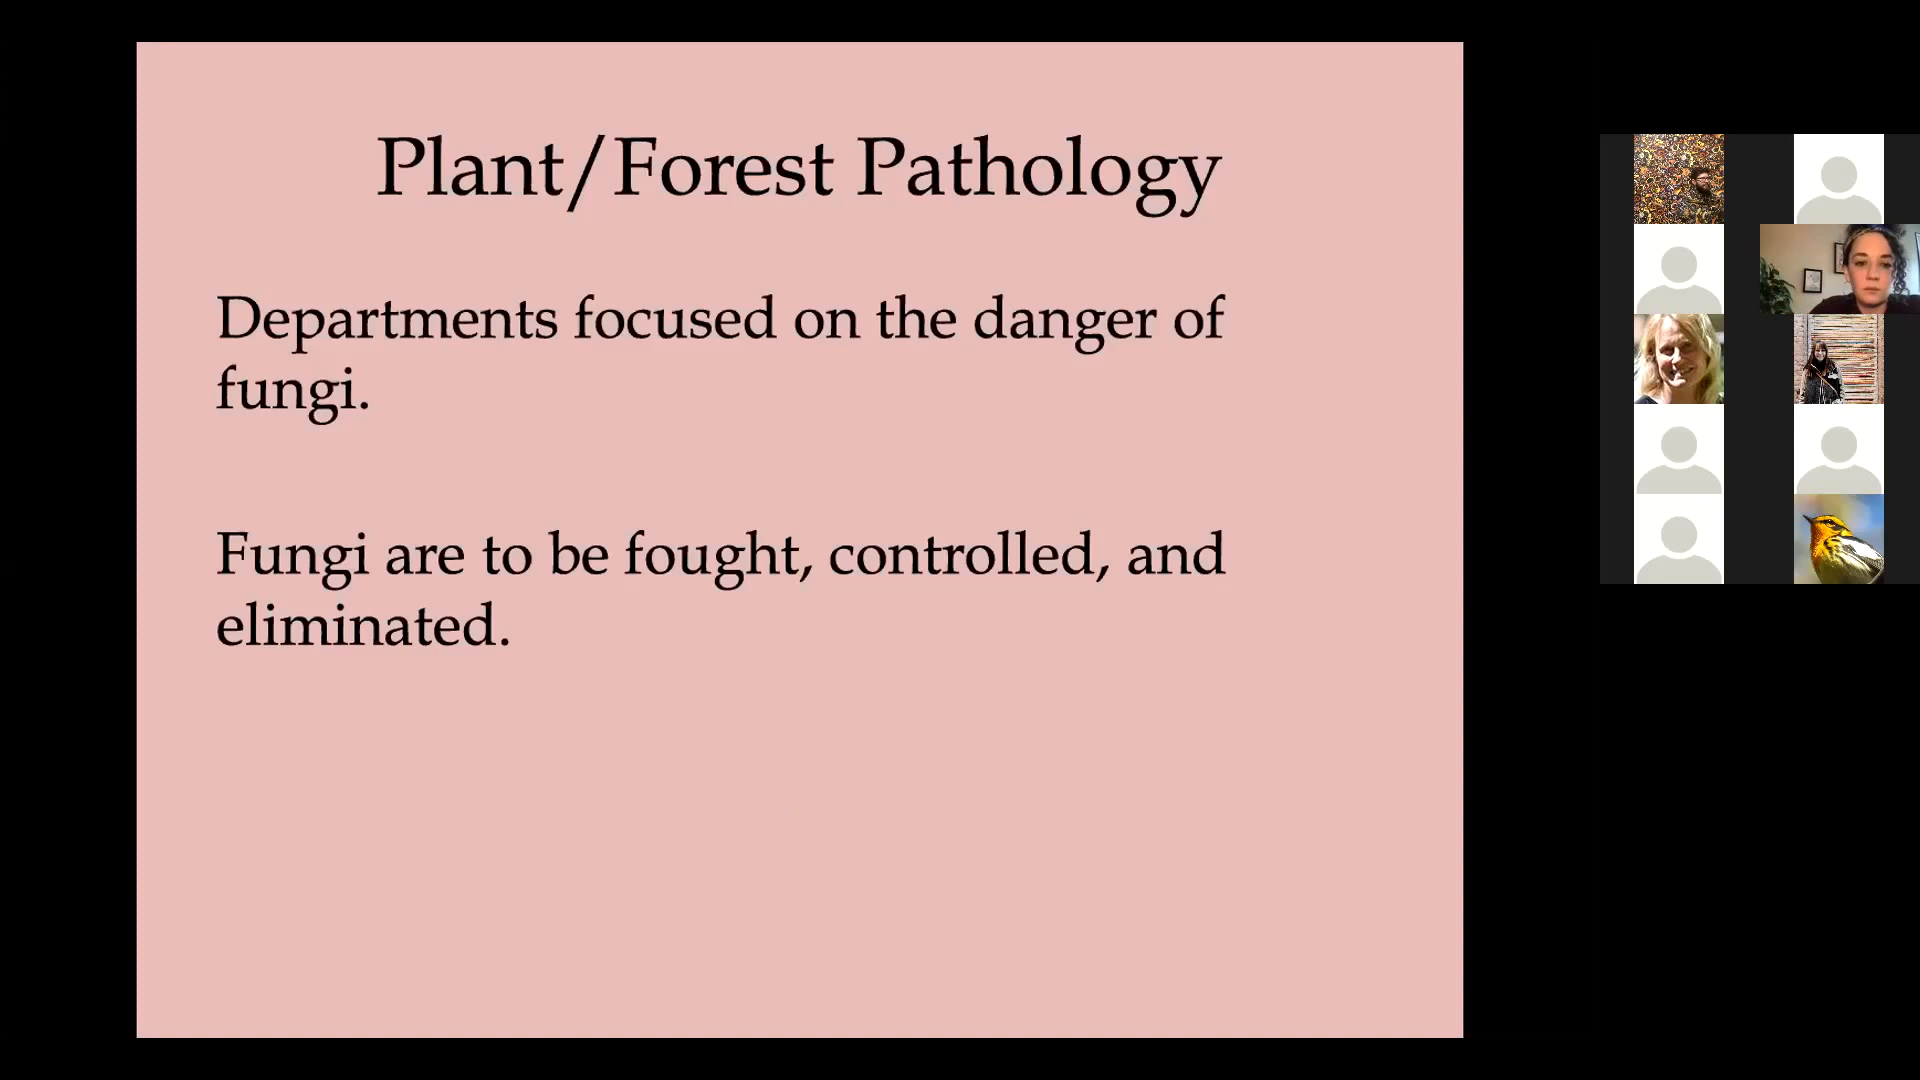 Plant/Forest Pathology
Departments focused on the danger of
fungi.
Fungi are to be fought, controlled, and
eliminated.